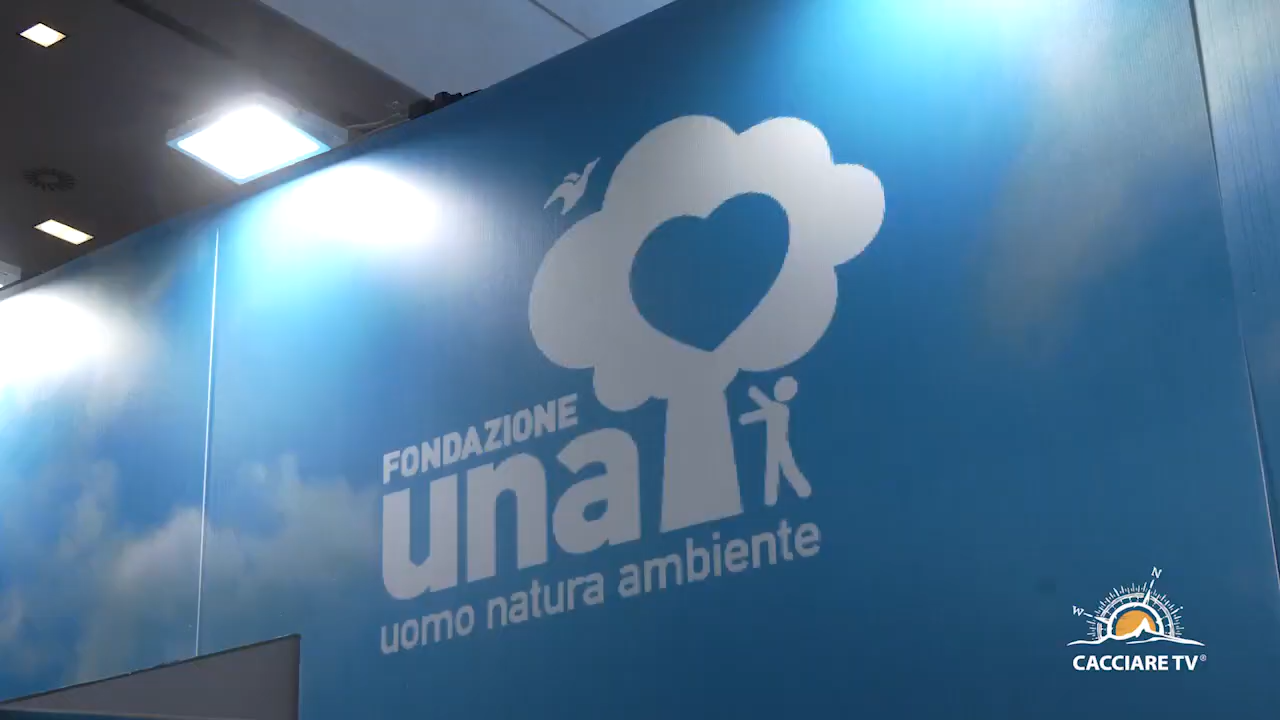 FONDAZIONE
una
uomo natura ambiente
N
W
CACCIARE TV®